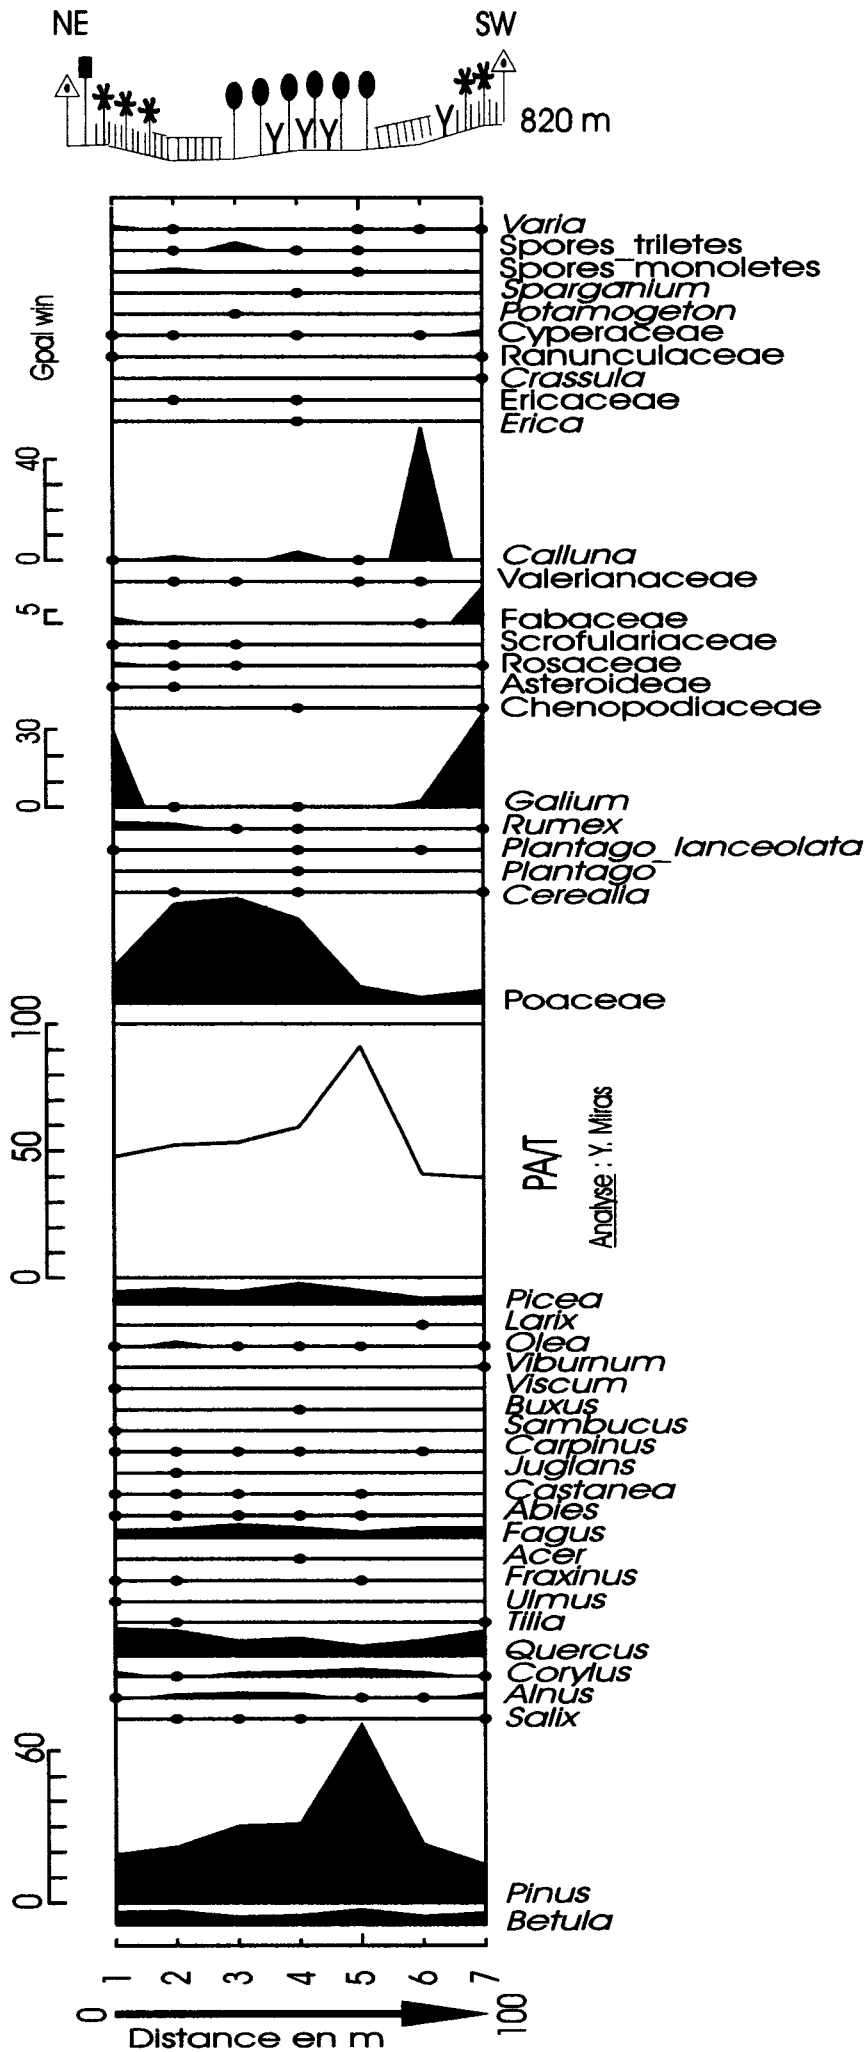 NE
SW
820 m
Gpal win
Varia
Spores_triletes
Spores_monoletes
Sparganium
Potamogeton
Cyperaceae
Ranunculaceae
Crassula
Ericaceae
Erica
40
0
Calluna
Valerianaceae
5
Fabaceae
Scrofulariaceae
Rosaceae
Asteroideae
Chenopodiaceae
30
0
Galium
Rumex
Plantago_lanceolata
Plantago
Cerealia
Poaceae
100
50
0
PA/T
Analyse : Y. Miras
Picea
Larix
Olea
Viburnum
Viscum
Buxus
Sambucus
Carpinus
Juglans
Castanea
Abies
Fagus
Acer
Fraxinus
Ulmus
Tilia
Quercus
Corylus
Alnus
Salix
60
0
Pinus
Betula
1 2 3 4 5 6 7
0 100
Distance en m